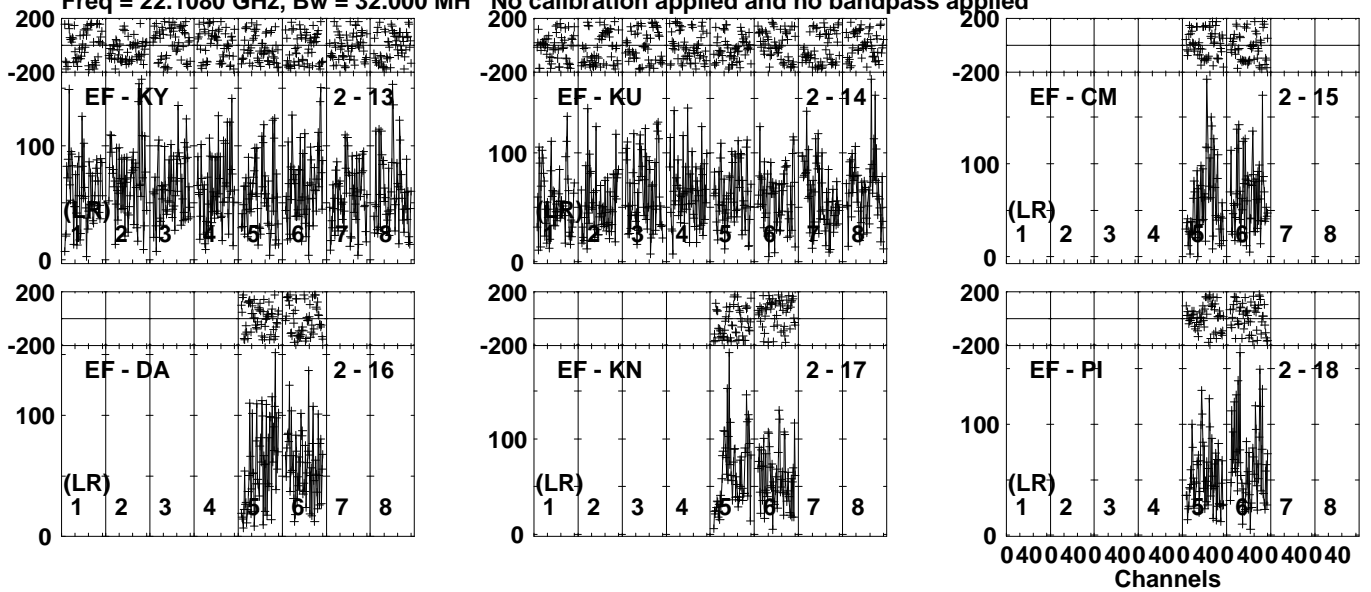 Freq = 22.1080 GHz, Bw = 32.000 MH No calibration applied and no bandpass applied
200
-200
EF - KY 2 - 13
100
(LR)
1 2 3 4 5 6 7 8
0
EF - KU 2 - 14
100
(LR)
1 2 3 4 5 6 7 8
0
200
-200
EF - CM 2 - 15
100
(LR)
1 2 3 4 5 6 7 8
0
200
-200
EF - DA 2 - 16
100
(LR)
1 2 3 4 5 6 7 8
0
EF - KN 2 - 17
100
(LR)
1 2 3 4 5 6 7 8
0
200
-200
EF - PI 2 - 18
100
(LR)
1 2 3 4 5 6 7 8
0
0 40 0 40 0 40 0 40 0 40 0 40 0 40 0 40
Channels